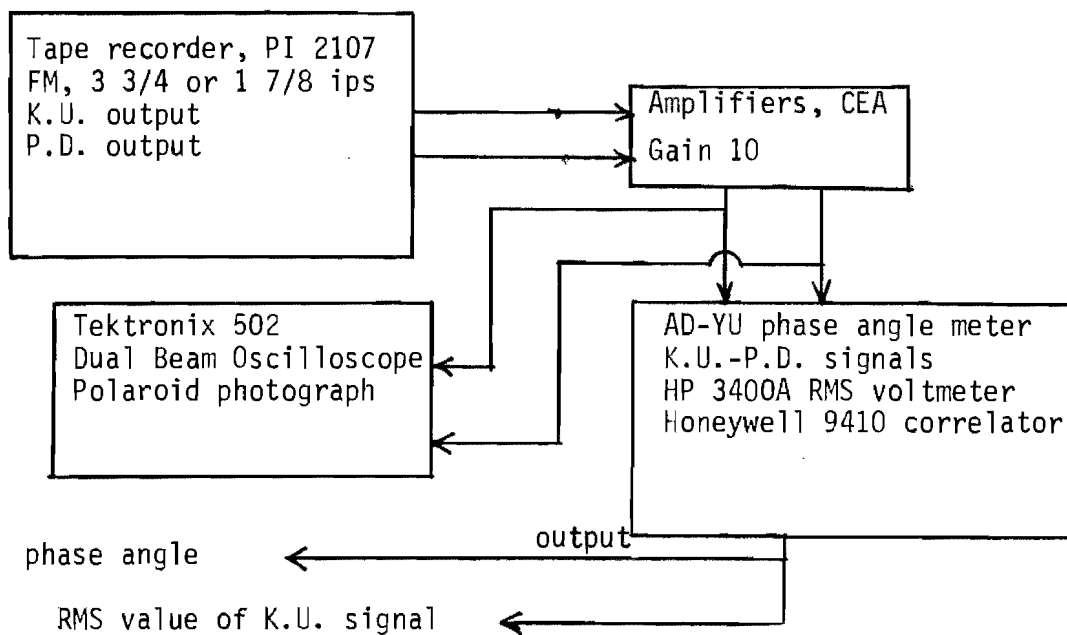 Tape recorder, PI 2107
FM, 3 3/4 or 1 7/8 ips
K.U. output
P.D. output
Amplifiers, CEA
Gain 10
Tektronix 502
Dual Beam Oscilloscope
Polaroid photograph
AD-YU phase angle meter
K.U.-P.D. signals
HP 3400A RMS voltmeter
Honeywell 9410 correlator
output
phase angle
RMS value of K.U. signal